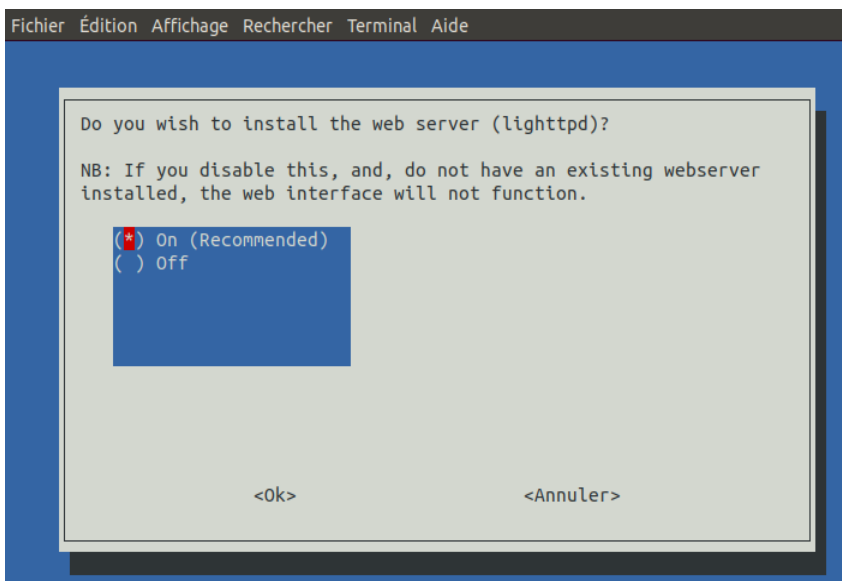 Fichier Édition Affichage Rechercher Terminal Aide
Do you wish to install the web server (lighttpd)?
NB: If you disable this, and, do not have an existing webserver
installed, the web interface will not function.
(*) On (Recommended)
( ) Off
<Ok> <Annuler>